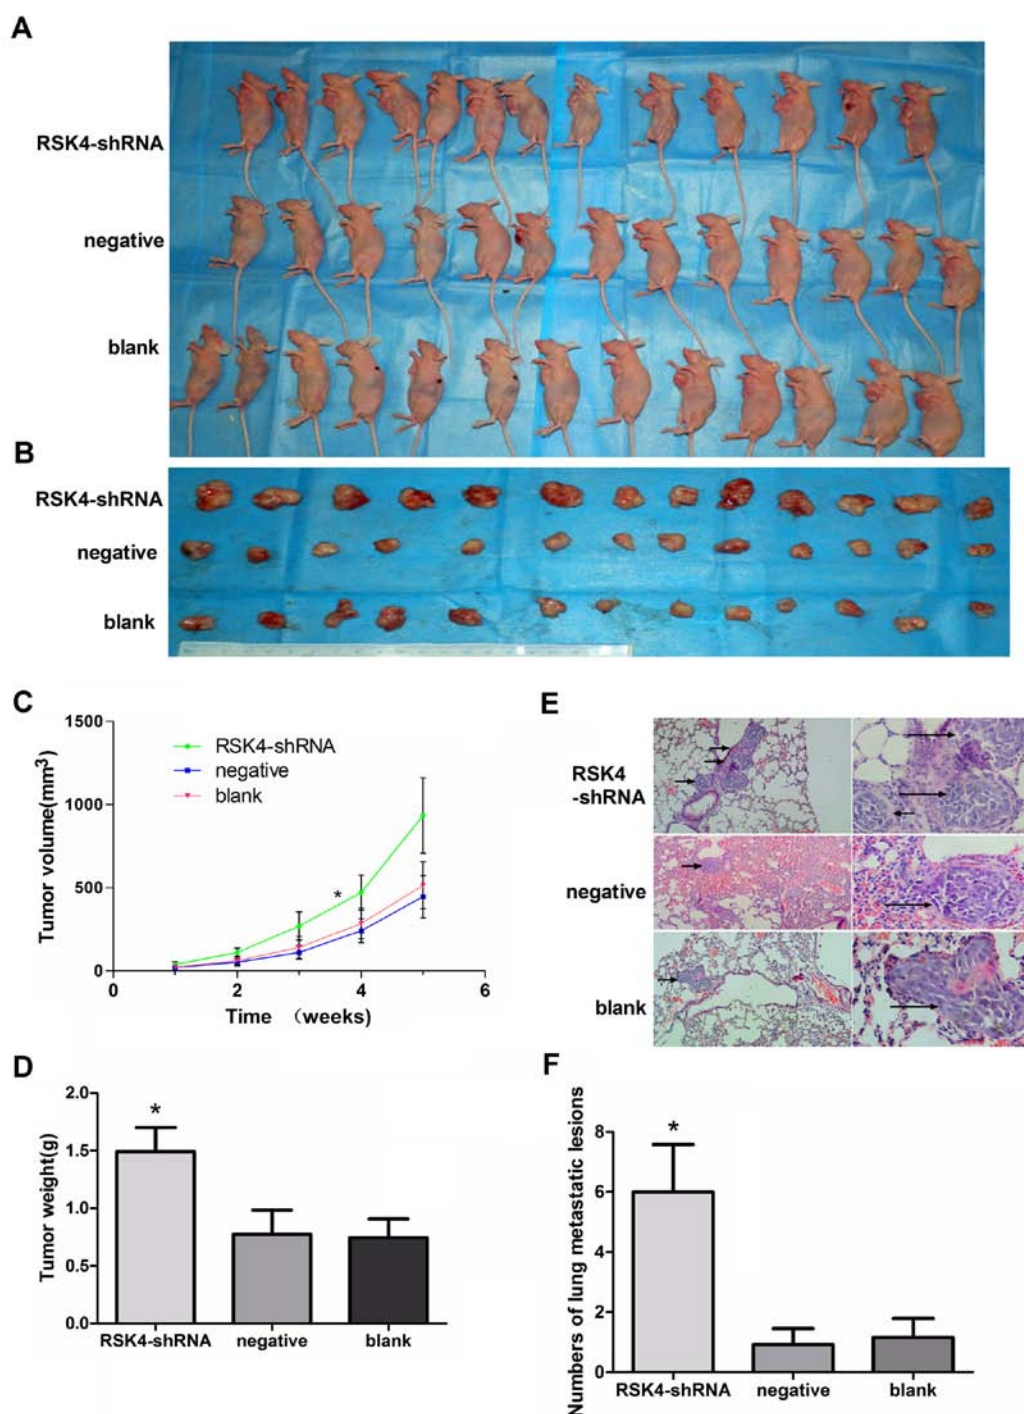 A
RSK4-shRNA
negative
blank
B
RSK4-shRNA
negative
blank
C
Tumor volume(mm³)
1500
1000
500
0
RSK4-shRNA
negative
blank
*
0
2
4
6
Time （weeks)
D
Tumor weight(g)
2.0
1.5
1.0
0.5
0.0
*
RSK4-shRNA
negative
blank
E
RSK4
-shRNA
negative
blank
F
Numbers of lung metastatic lesions
8
6
4
2
0
*
RSK4-shRNA
negative
blank